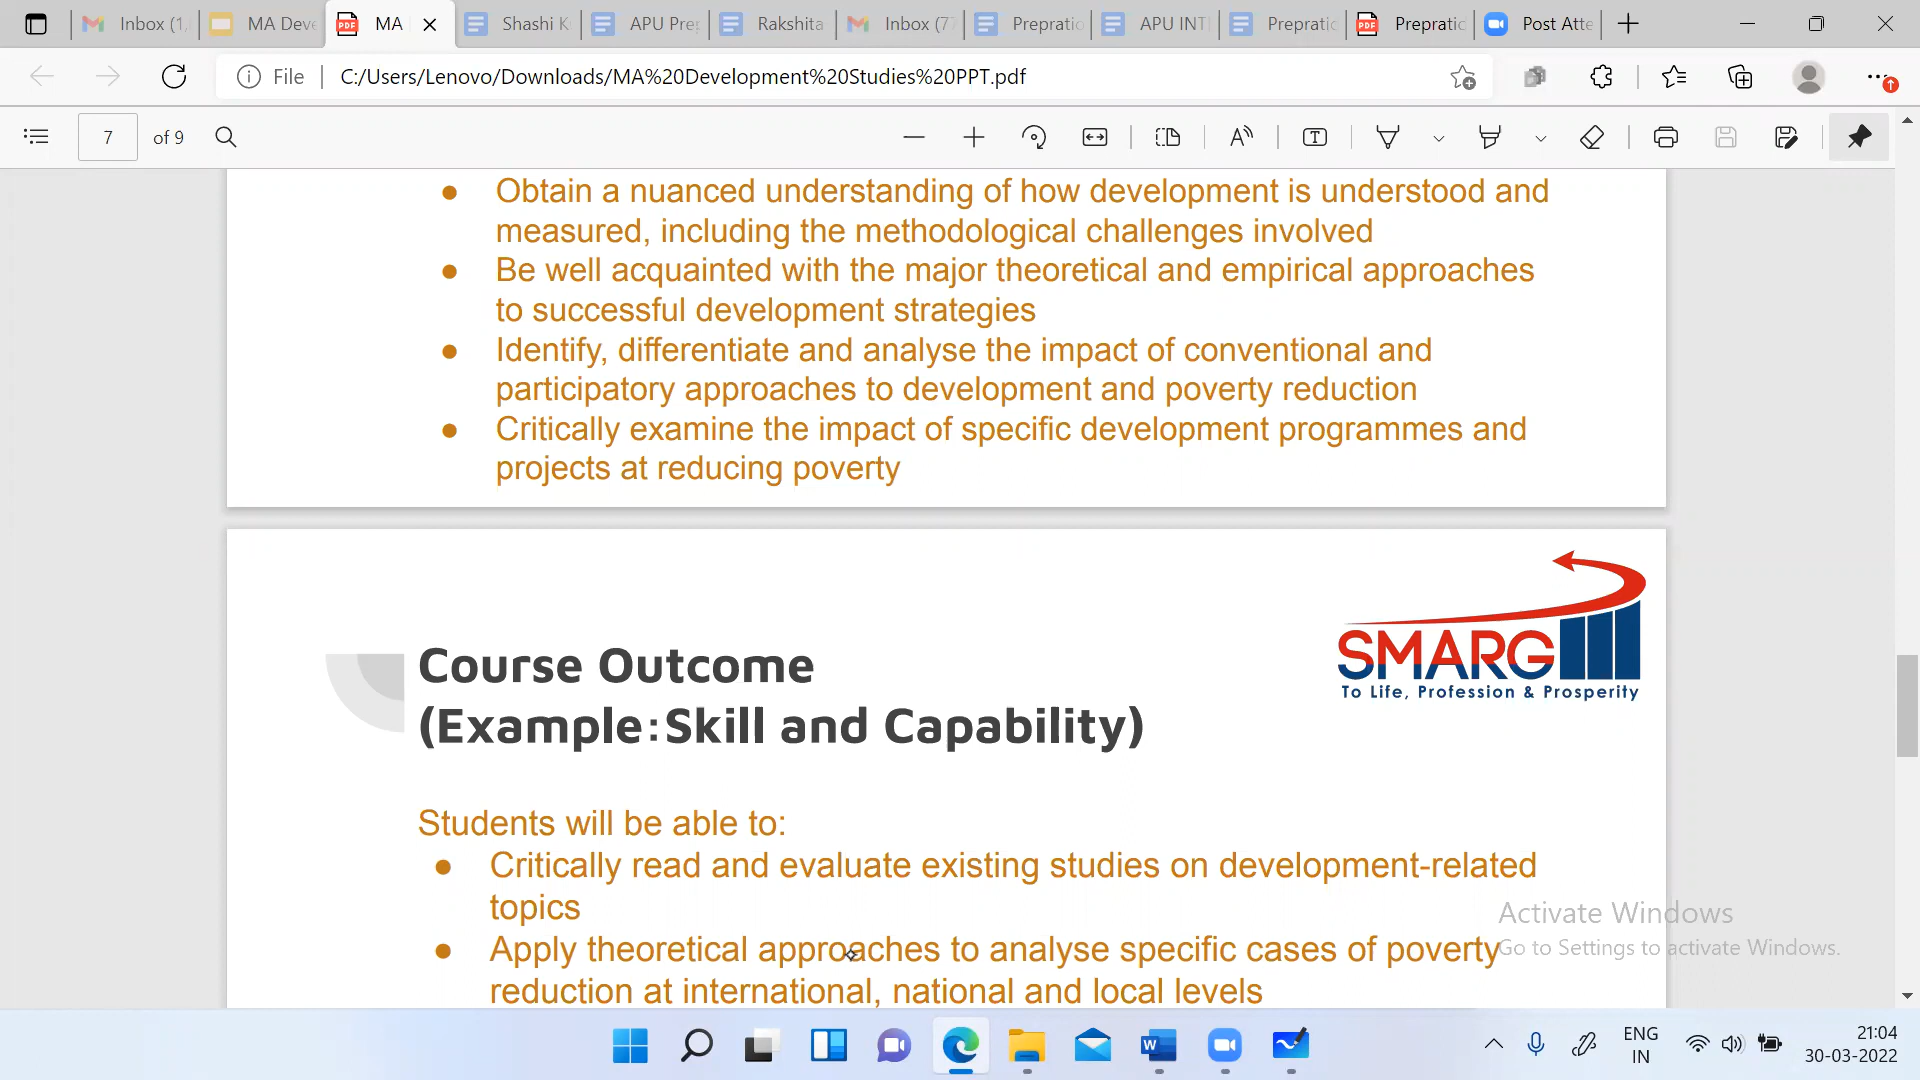 Inbox (1,
MA Deve
MA
Shashi K
APU Prep
Rakshita
Inbox (77
Prepratio
APU INT
Prepratio
Prepratio
Post Atte
File
C:/Users/Lenovo/Downloads/MA%20Development%20Studies%20PPT.pdf
7 of 9
Obtain a nuanced understanding of how development is understood and
measured, including the methodological challenges involved
Be well acquainted with the major theoretical and empirical approaches
to successful development strategies
Identify, differentiate and analyse the impact of conventional and
participatory approaches to development and poverty reduction
Critically examine the impact of specific development programmes and
projects at reducing poverty
SMARG
To Life, Profession & Prosperity
Course Outcome
(Example:Skill and Capability)
Students will be able to:
Critically read and evaluate existing studies on development-related
topics
Apply theoretical approaches to analyse specific cases of poverty
reduction at international, national and local levels
Activate Windows
Go to Settings to activate Windows.
ENG
IN
21:04
30-03-2022